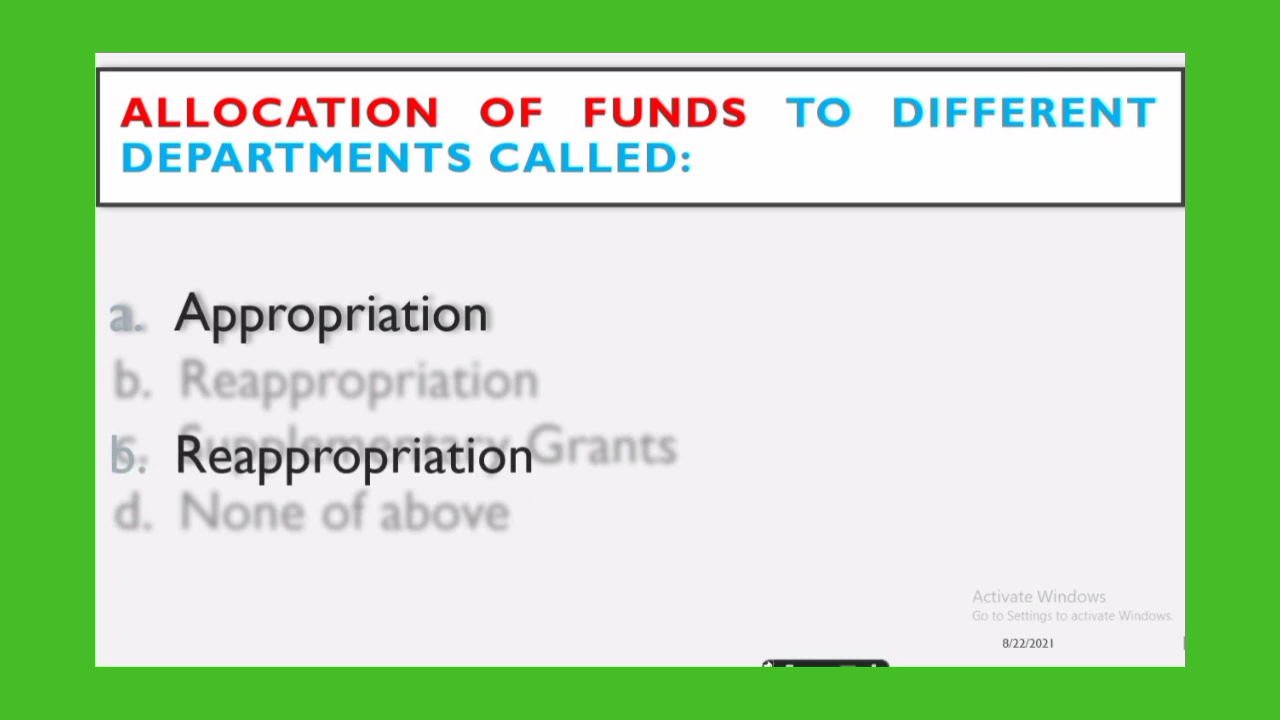 ALLOCATION OF FUNDS TO DIFFERENT
DEPARTMENTS CALLED:
a. Appropriation
b. Reappropriation
c. Supplementary Grants
b. Reappropriation
d. None of above
Activate Windows
Go to Settings to activate Windows.
8/22/2021